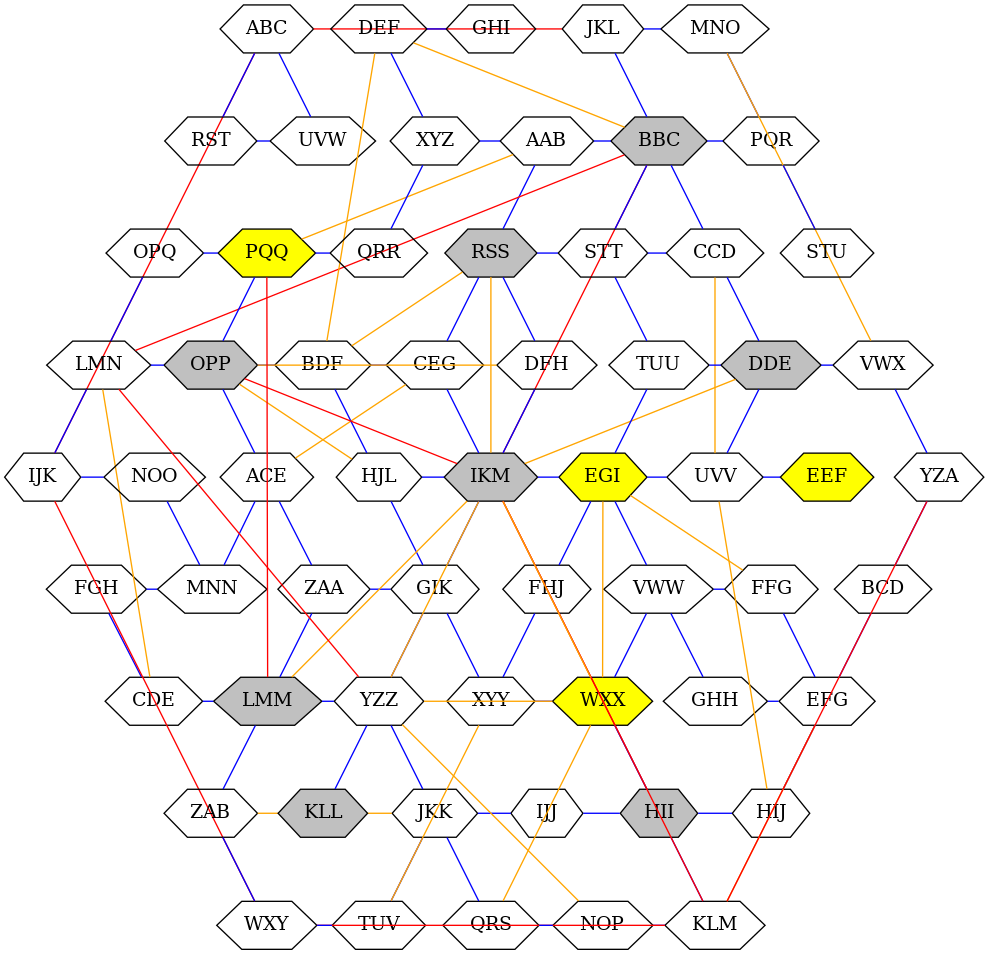 ABC DEF GHI JKL MNO
RST UVW XYZ AAB BBC PQR
OPQ PQQ QRR RSS STT CCD STU
LMN OPP BDF CEG DFH TUU DDE VWX
IJK NOO ACE HJL IKM EGI UVV EEF YZA
FGH MNN ZAA GIK FHJ VWW FFG BCD
CDE LMM YZZ XYY WXX GHH EFG
ZAB KLL JKK IJJ HII HIJ
WXY TUV QRS NOP KLM